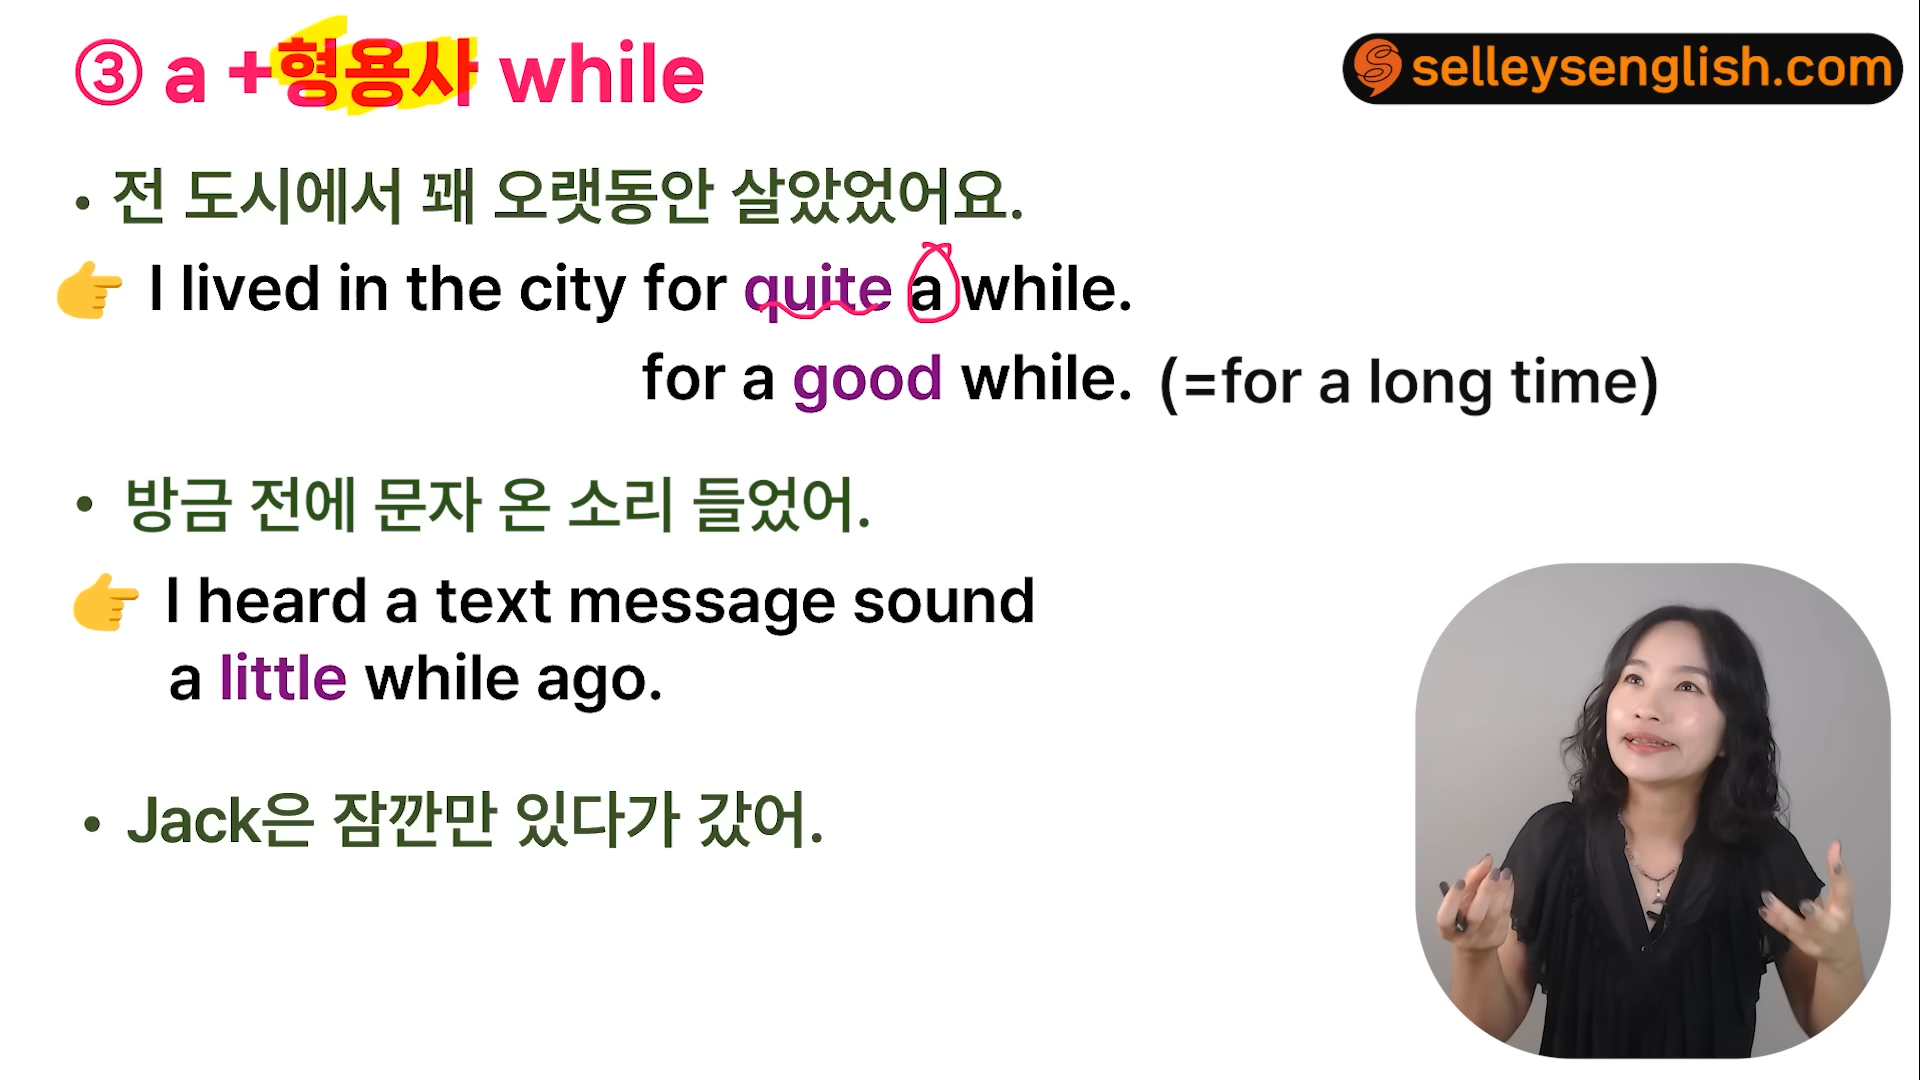 ③ a +형용사 while
selleysenglish.com
• 전 도시에서 꽤 오랫동안 살았었어요.
👉 I lived in the city for quite a while.
for a good while. (=for a long time)
• 방금 전에 문자 온 소리 들었어.
👉 I heard a text message sound
a little while ago.
• Jack은 잠깐만 있다가 갔어.